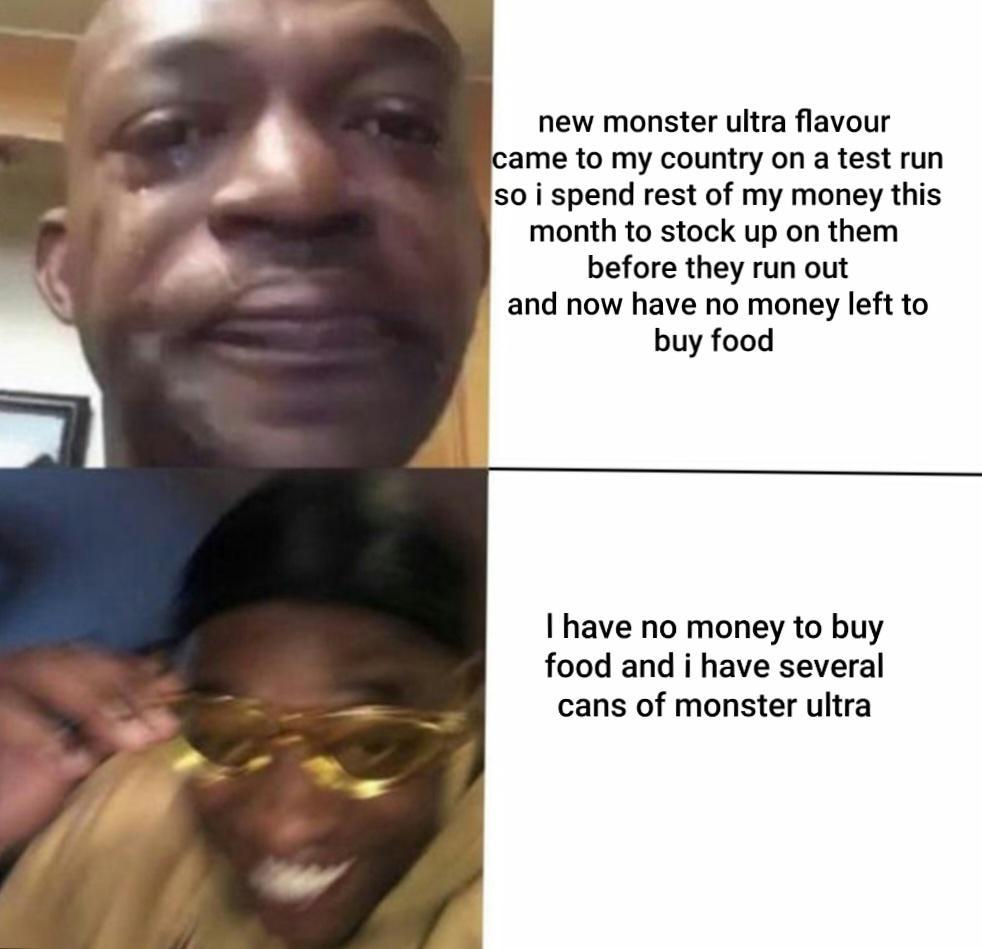 new monster ultra flavour
came to my country on a test run
so i spend rest of my money this
month to stock up on them
before they run out
and now have no money left to
buy food
I have no money to buy
food and i have several
cans of monster ultra